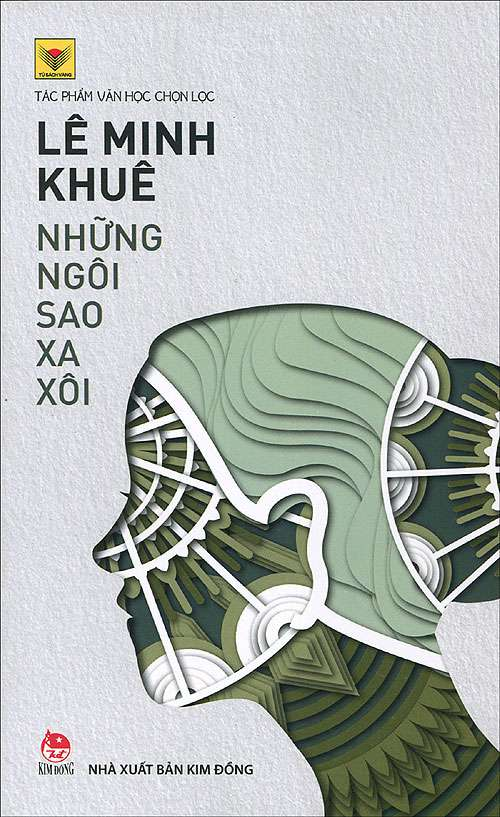 TỦ SÁCH VÀNG
TÁC PHẨM VĂN HỌC CHỌN LỌC
LÊ MINH
KHUÊ
NHỮNG
NGÔI
SAO
XA
XÔI
KIM ĐỒNG
NHÀ XUẤT BẢN KIM ĐỒNG